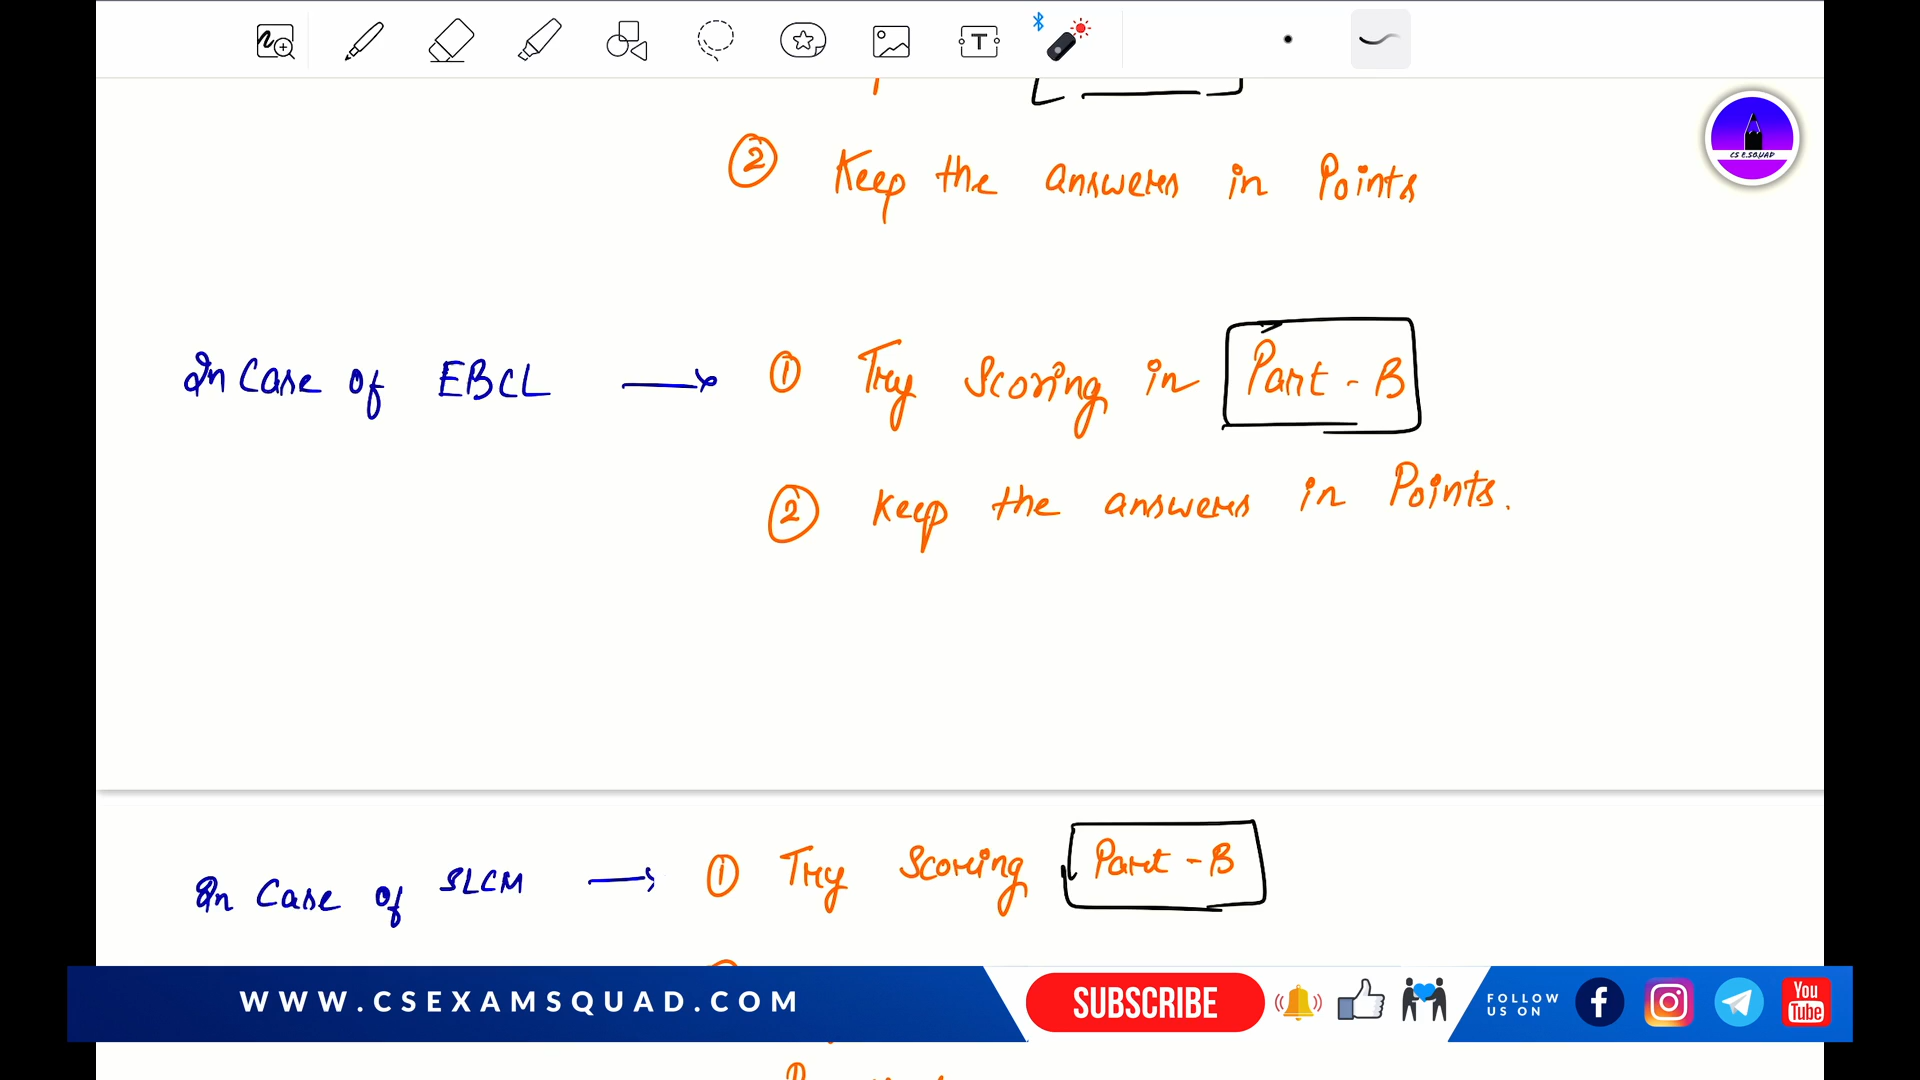 T
CS E.SQUAD
② Keep the answers in Points
In Case of EBCL → ① Try Scoring in Part - B
② Keep the answers in Points.
In Case of SLCM → ① Try Scoring Part - B
WWW.CSEXAMSQUAD.COM
SUBSCRIBE
FOLLOW
US ON
You
Tube